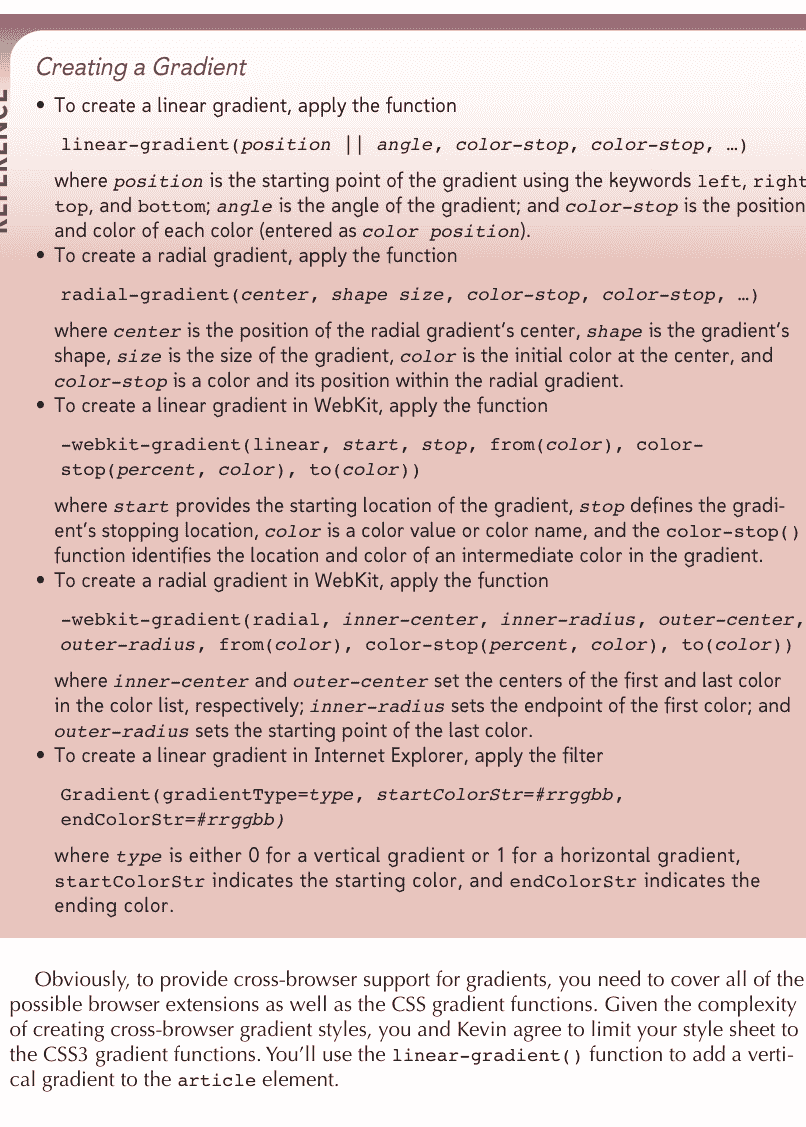 REFERENCE
Creating a Gradient
• To create a linear gradient, apply the function
linear-gradient(position || angle, color-stop, color-stop, …)
where position is the starting point of the gradient using the keywords left, right
top, and bottom; angle is the angle of the gradient; and color-stop is the position
and color of each color (entered as color position).
• To create a radial gradient, apply the function
radial-gradient(center, shape size, color-stop, color-stop, …)
where center is the position of the radial gradient's center, shape is the gradient's
shape, size is the size of the gradient, color is the initial color at the center, and
color-stop is a color and its position within the radial gradient.
• To create a linear gradient in WebKit, apply the function
-webkit-gradient(linear, start, stop, from(color), color-
stop(percent, color), to(color))
where start provides the starting location of the gradient, stop defines the gradi-
ent's stopping location, color is a color value or color name, and the color-stop()
function identifies the location and color of an intermediate color in the gradient.
• To create a radial gradient in WebKit, apply the function
-webkit-gradient(radial, inner-center, inner-radius, outer-center,
outer-radius, from(color), color-stop(percent, color), to(color))
where inner-center and outer-center set the centers of the first and last color
in the color list, respectively; inner-radius sets the endpoint of the first color; and
outer-radius sets the starting point of the last color.
• To create a linear gradient in Internet Explorer, apply the filter
Gradient(gradientType=type, startColorStr=#rrggbb,
endColorStr=#rrggbb)
where type is either 0 for a vertical gradient or 1 for a horizontal gradient,
startColorStr indicates the starting color, and endColorStr indicates the
ending color.
Obviously, to provide cross-browser support for gradients, you need to cover all of the
possible browser extensions as well as the CSS gradient functions. Given the complexity
of creating cross-browser gradient styles, you and Kevin agree to limit your style sheet to
the CSS3 gradient functions. You'll use the linear-gradient() function to add a verti-
cal gradient to the article element.